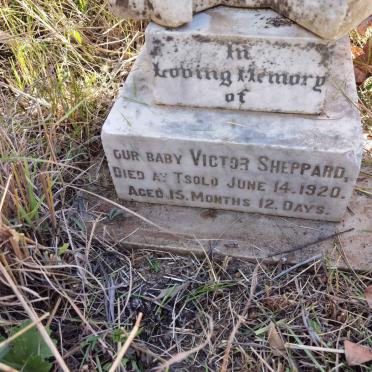 In
Loving Memory
of
OUR BABY VICTOR SHEPPARD,
DIED AT TSOLO JUNE 14. 1920.
AGED 15. MONTHS 12. DAYS.